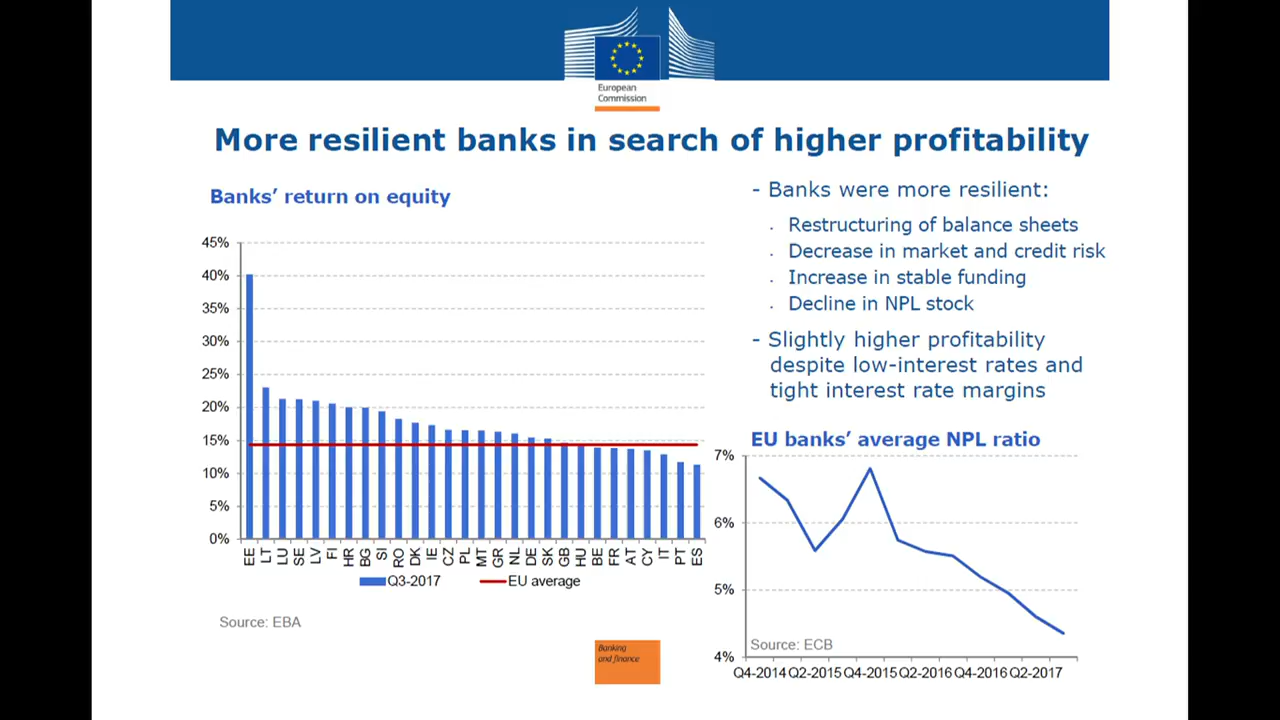 European
Commission
More resilient banks in search of higher profitability
Banks’ return on equity
45%
40%
35%
30%
25%
20%
15%
10%
5%
0%
EE LT LU SE LV FI HR BG SI RO DK IE CZ PL MT GR NL DE SK GB HU BE FR AT CY IT PT ES
Q3-2017 EU average
Source: EBA
- Banks were more resilient:
. Restructuring of balance sheets
. Decrease in market and credit risk
. Increase in stable funding
. Decline in NPL stock
- Slightly higher profitability
despite low-interest rates and
tight interest rate margins
EU banks’ average NPL ratio
7%
6%
5%
4%
Source: ECB
Q4-2014 Q2-2015 Q4-2015 Q2-2016 Q4-2016 Q2-2017
Banking
and finance